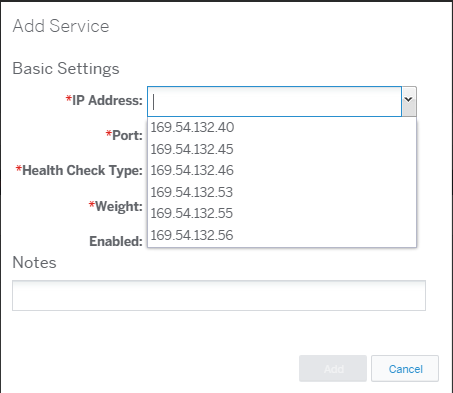 Add Service
Basic Settings
*IP Address:
169.54.132.40
*Port:
169.54.132.45
*Health Check Type:
169.54.132.46
169.54.132.53
*Weight:
169.54.132.55
Enabled:
169.54.132.56
Notes
Add
Cancel